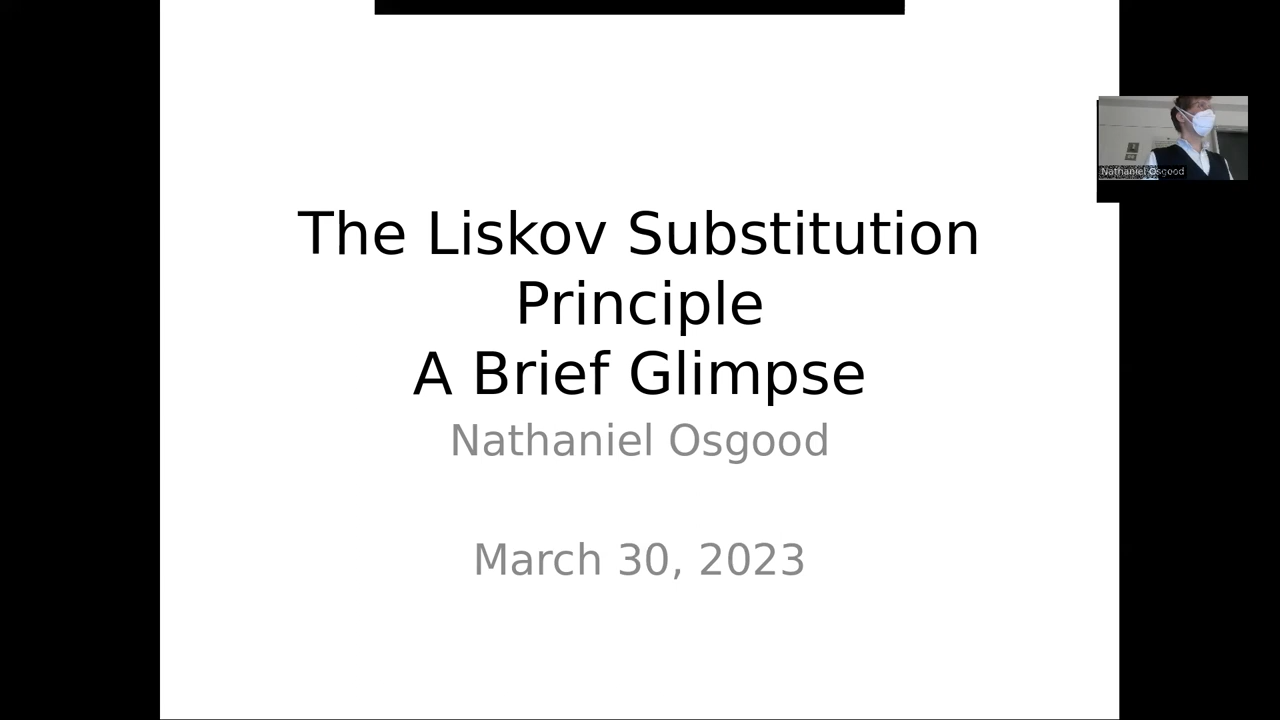 The Liskov Substitution
Principle
A Brief Glimpse
Nathaniel Osgood
March 30, 2023
Nathaniel Osgood